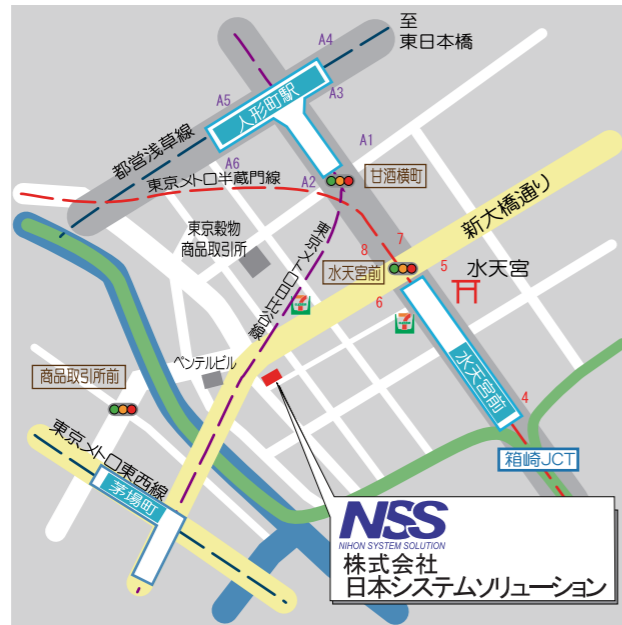 至
東日本橋
A4
A3
A5
人形町駅
都営浅草線
A1
A6
東京メトロ半蔵門線
A2
甘酒横町
新大橋通り
東京穀物
商品取引所
東京メトロ日比谷線
7
8
水天宮前
5
水天宮
6
7
7
ペンテルビル
商品取引所前
水天宮前
4
東京メトロ東西線
茅場町
箱崎JCT
NSS
NIHON SYSTEM SOLUTION
株式会社
日本システムソリューション